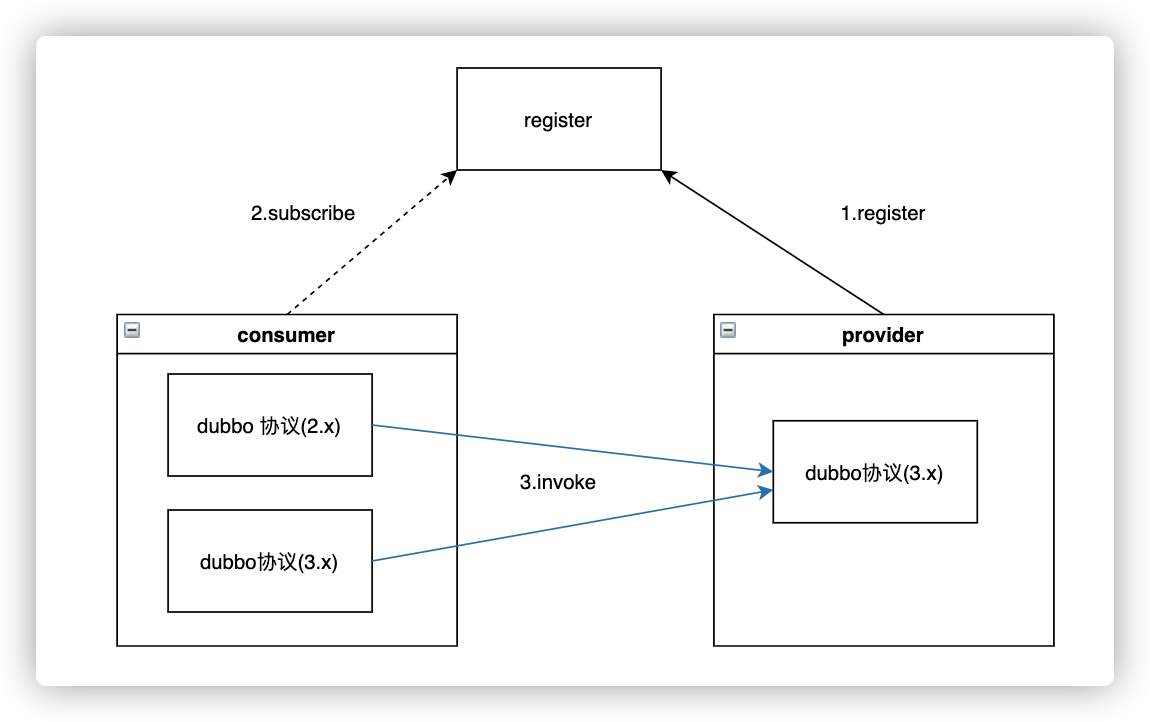 register
2.subscribe
1.register
consumer
provider
dubbo 协议(2.x)
dubbo协议(3.x)
3.invoke
dubbo协议(3.x)